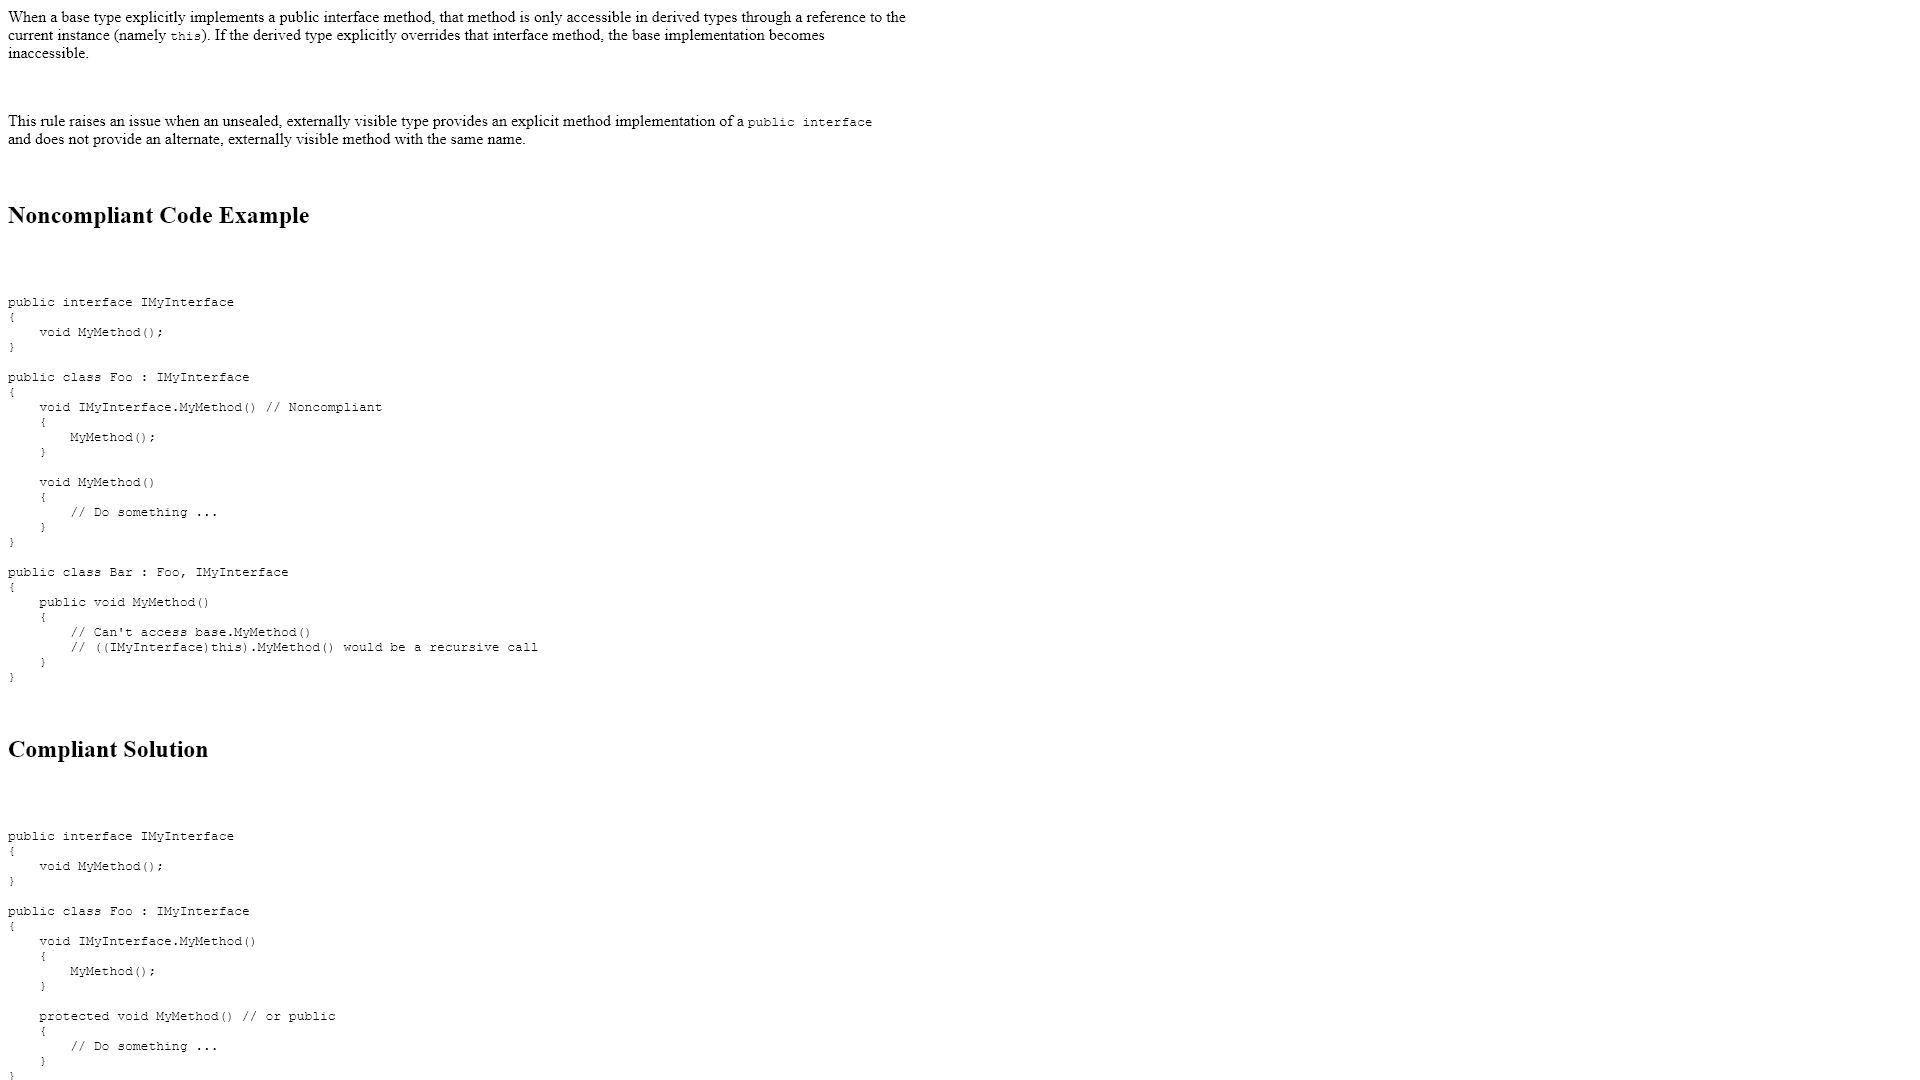 When a base type explicitly implements a public interface method, that method is only accessible in derived types through a reference to the
current instance (namely this). If the derived type explicitly overrides that interface method, the base implementation becomes
inaccessible.
This rule raises an issue when an unsealed, externally visible type provides an explicit method implementation of a public interface
and does not provide an alternate, externally visible method with the same name.
Noncompliant Code Example
public interface IMyInterface
{
    void MyMethod();
}
public class Foo : IMyInterface
{
    void IMyInterface.MyMethod() // Noncompliant
    {
        MyMethod();
    }
    void MyMethod()
    {
        // Do something ...
    }
}
public class Bar : Foo, IMyInterface
{
    public void MyMethod()
    {
        // Can't access base.MyMethod()
        // ((IMyInterface)this).MyMethod() would be a recursive call
    }
}
Compliant Solution
public interface IMyInterface
{
    void MyMethod();
}
public class Foo : IMyInterface
{
    void IMyInterface.MyMethod()
    {
        MyMethod();
    }
    protected void MyMethod() // or public
    {
        // Do something ...
    }
}